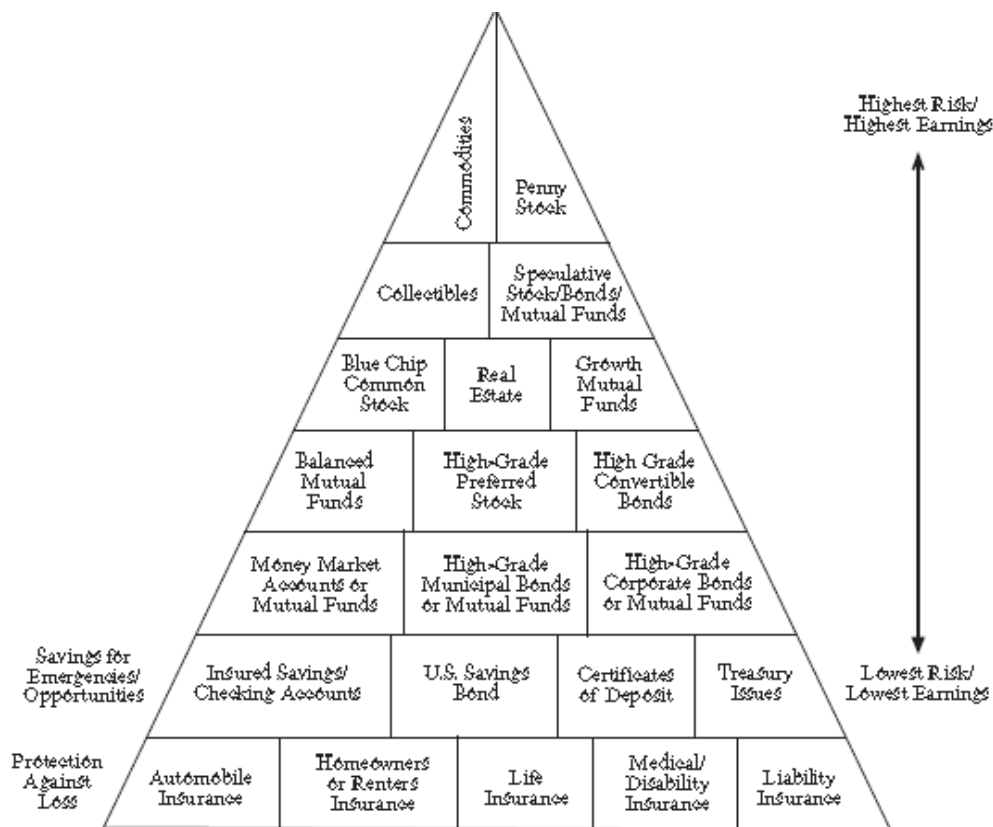 Highest Risk/
Highest Earnings
Commodities
Penny
Stock
Collectibles
Speculative
Stock/Bonds/
Mutual Funds
Blue Chip
Common
Stock
Real
Estate
Growth
Mutual
Funds
Balanced
Mutual
Funds
High-Grade
Preferred
Stock
High Grade
Convertible
Bonds
Money Market
Accounts or
Mutual Funds
High-Grade
Municipal Bonds
or Mutual Funds
High-Grade
Corporate Bonds
or Mutual Funds
Savings for
Emergencies/
Opportunities
Insured Savings/
Checking Accounts
U.S. Savings
Bond
Certificates
of Deposit
Treasury
Issues
Lowest Risk/
Lowest Earnings
Protection
Against
Loss
Automobile
Insurance
Homeowners
or Renters
Insurance
Life
Insurance
Medical/
Disability
Insurance
Liability
Insurance